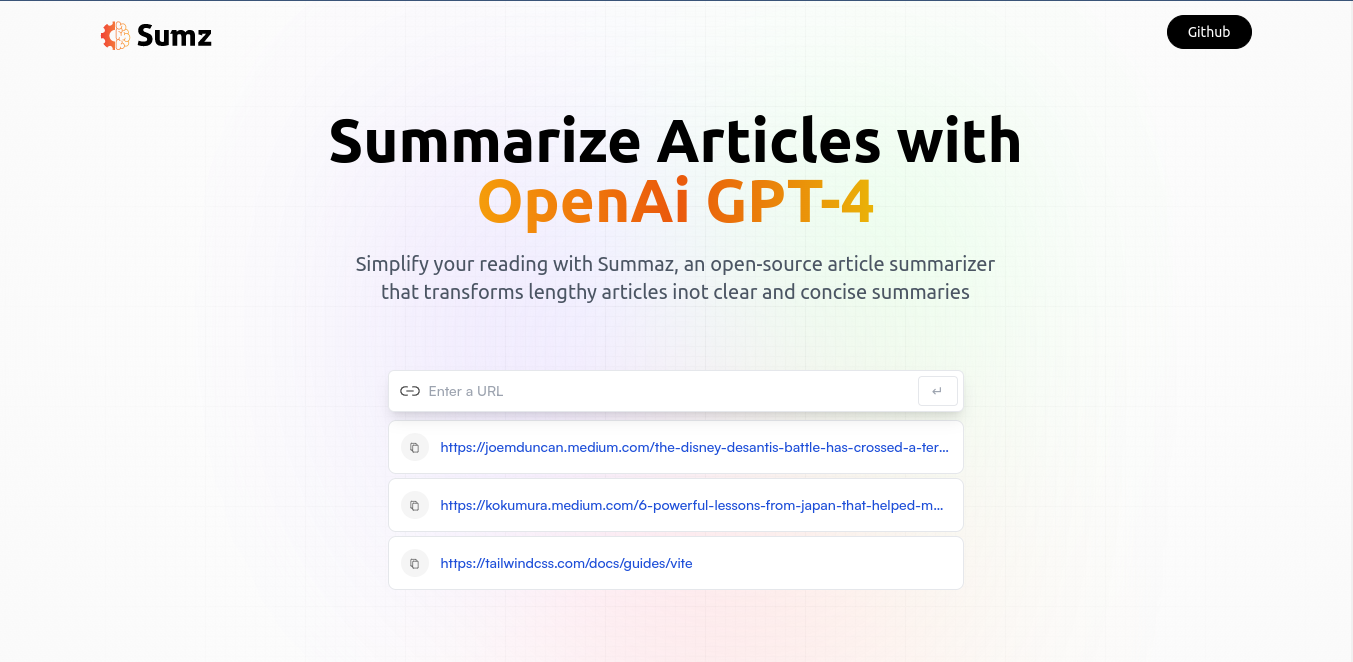 Sumz
Github
Summarize Articles with
OpenAi GPT-4
Simplify your reading with Summaz, an open-source article summarizer
that transforms lengthy articles inot clear and concise summaries
Enter a URL
↵
https://joemduncan.medium.com/the-disney-desantis-battle-has-crossed-a-ter...
https://kokumura.medium.com/6-powerful-lessons-from-japan-that-helped-m...
https://tailwindcss.com/docs/guides/vite